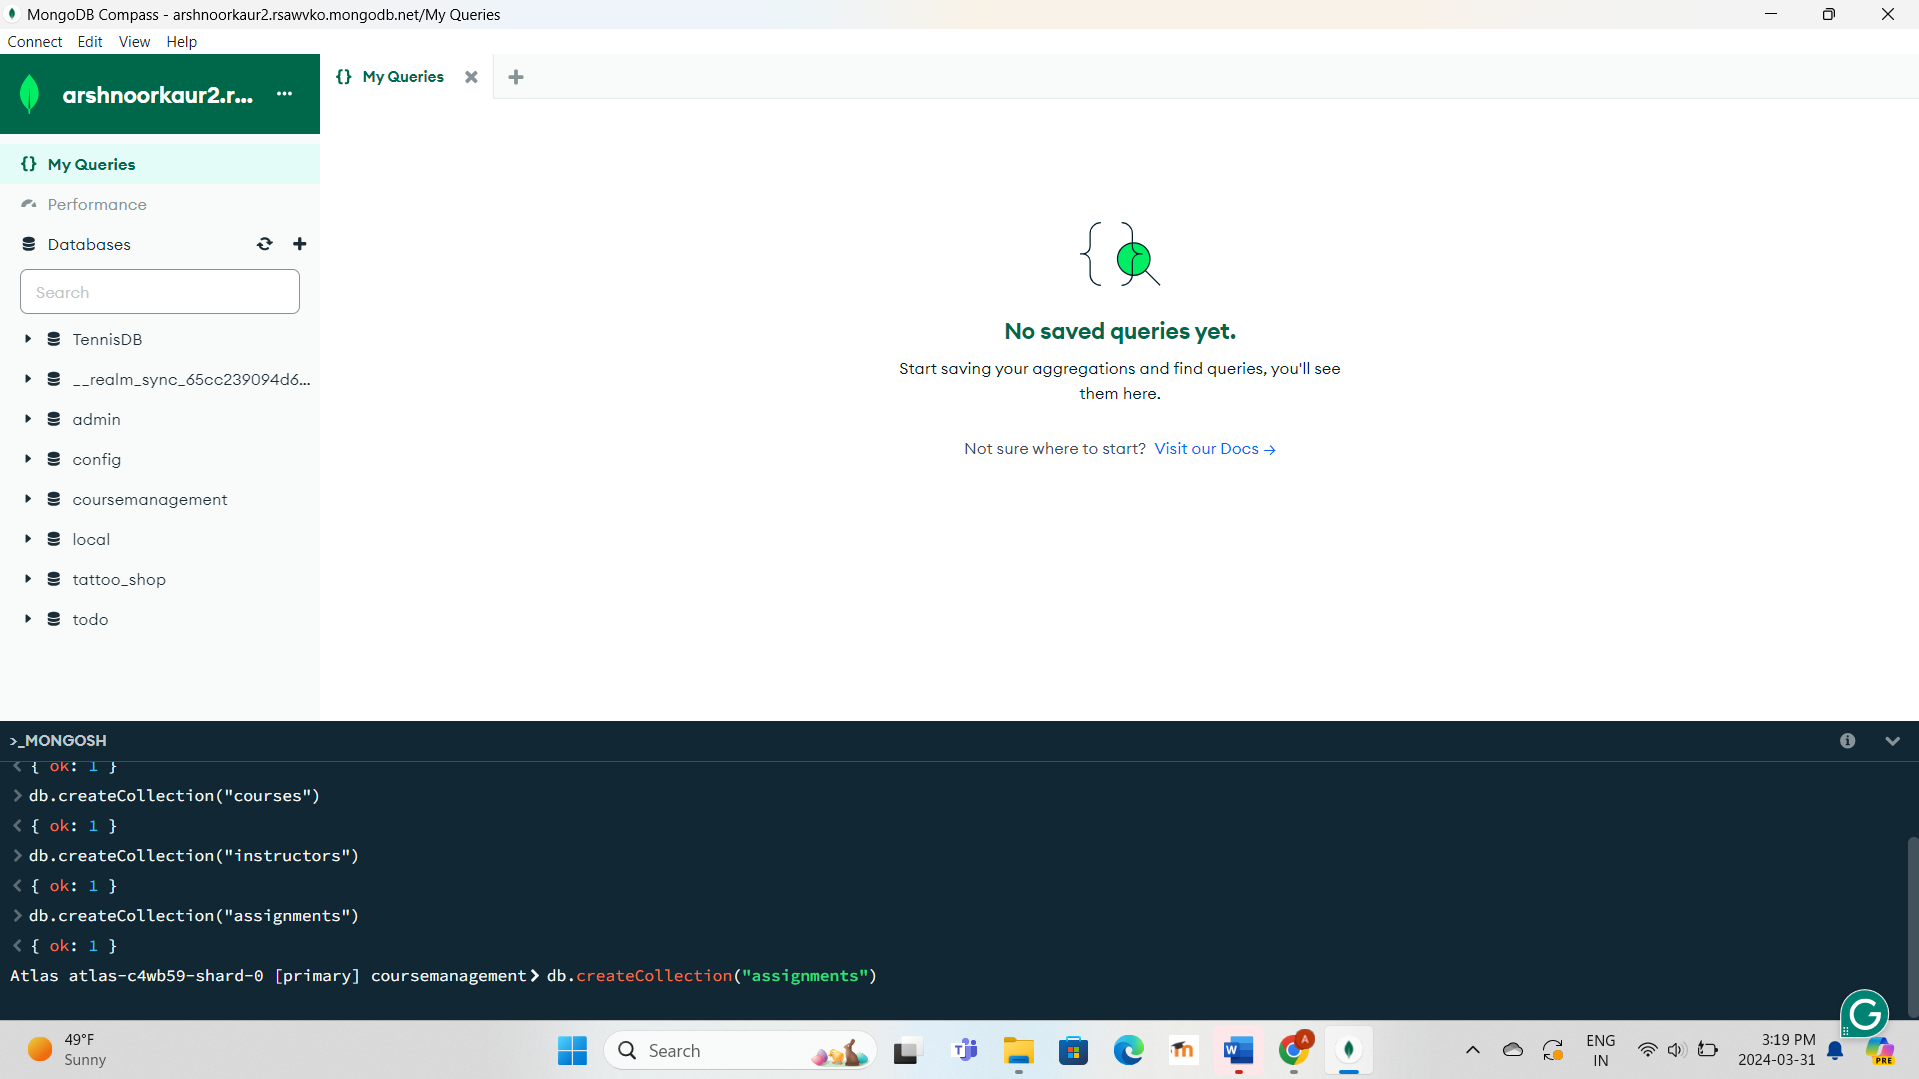 MongoDB Compass - arshnoorkaur2.rsawvko.mongodb.net/My Queries
Connect Edit View Help
arshnoorkaur2.r... ...
{} My Queries
{} My Queries
Performance
Databases
Search
TennisDB
__realm_sync_65cc239094d6...
admin
config
coursemanagement
local
tattoo_shop
todo
No saved queries yet.
Start saving your aggregations and find queries, you'll see
them here.
Not sure where to start? Visit our Docs →
>_MONGOSH
< { ok: 1 }
> db.createCollection("courses")
< { ok: 1 }
> db.createCollection("instructors")
< { ok: 1 }
> db.createCollection("assignments")
< { ok: 1 }
Atlas atlas-c4wb59-shard-0 [primary] coursemanagement> db.createCollection("assignments")
49°F
Sunny
Search
ENG
IN
3:19 PM
2024-03-31
PRE